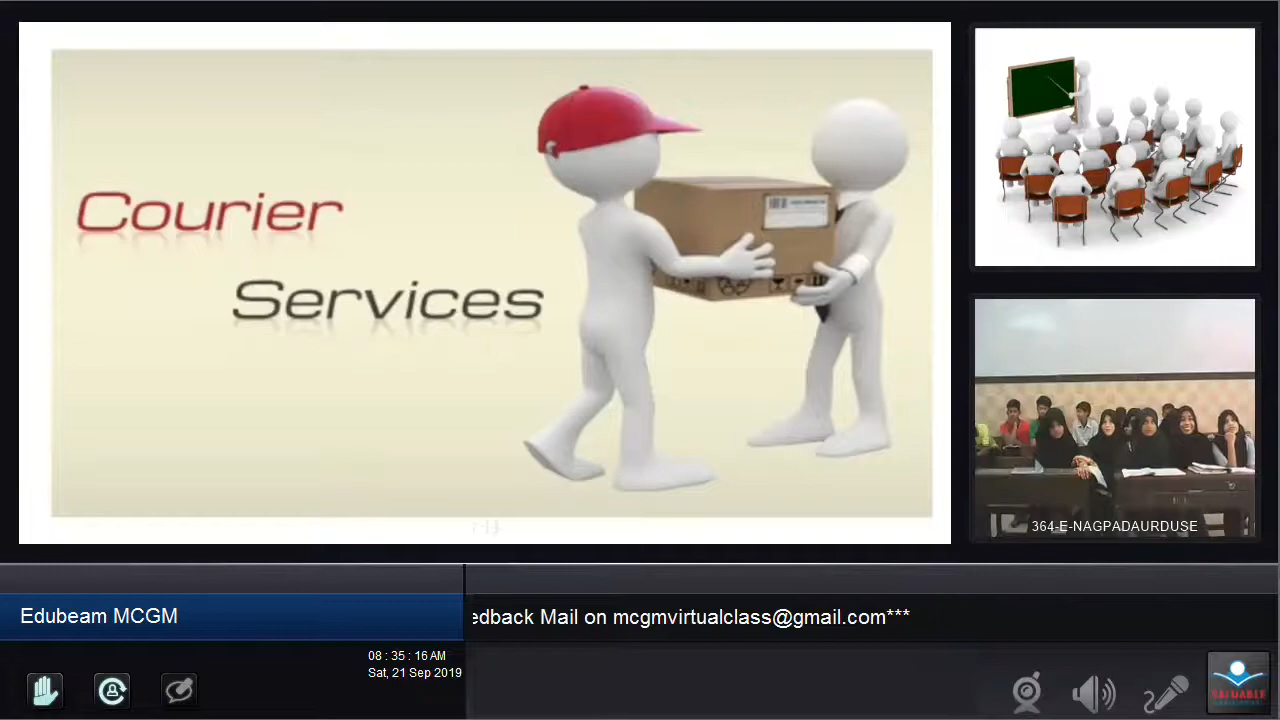 Courier
Services
364-E-NAGPADAURDUSE
Edubeam MCGM
edback Mail on mcgmvirtualclass@gmail.com***
08 : 35 : 16 AM
Sat, 21 Sep 2019
VALUABLE